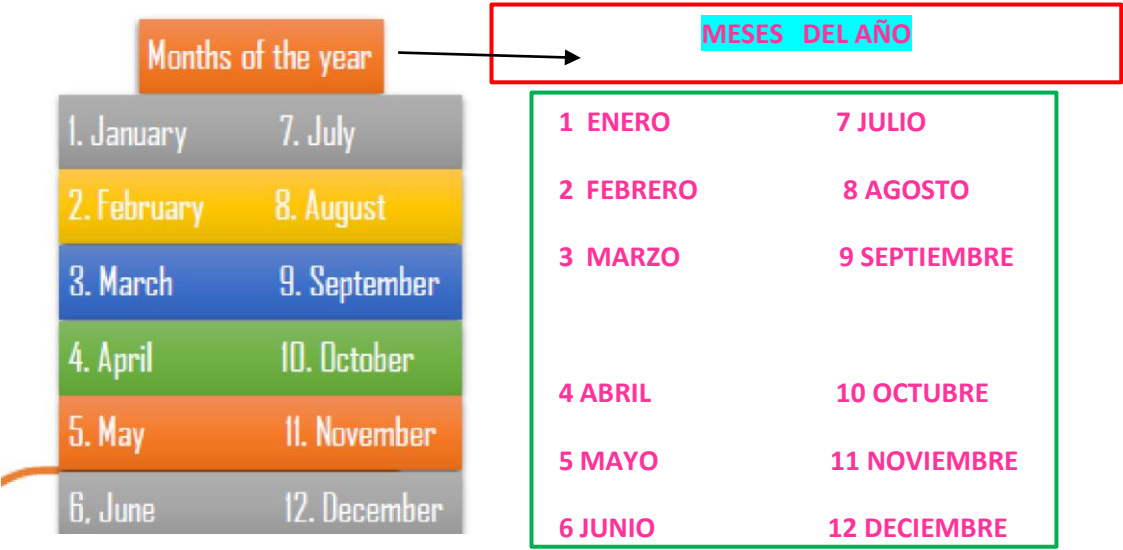 Months of the year
1. January 7. July
2. February 8. August
3. March 9. September
4. April 10. October
5. May 11. November
6, June 12. December
MESES DEL AÑO
1 ENERO 7 JULIO
2 FEBRERO 8 AGOSTO
3 MARZO 9 SEPTIEMBRE
4 ABRIL 10 OCTUBRE
5 MAYO 11 NOVIEMBRE
6 JUNIO 12 DECIEMBRE